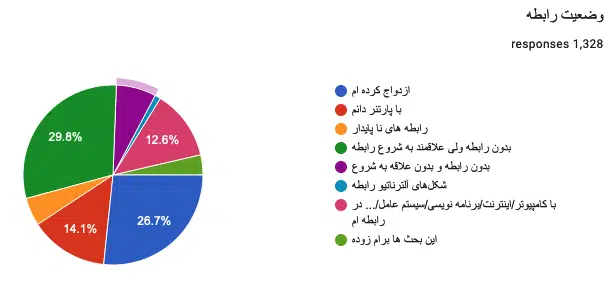 وضعیت رابطه
1,328 responses
ازدواج کرده ام
با پارتنر دائم
رابطه های نا پایدار
بدون رابطه ولی علاقمند به شروع رابطه
بدون رابطه و بدون علاقه به شروع
شکل‌های آلترناتیو رابطه
با کامپیوتر/اینترنت/برنامه نویسی/سیستم عامل/... در
رابطه ام
این بحث ها برام زوده
29.8%
12.6%
26.7%
14.1%